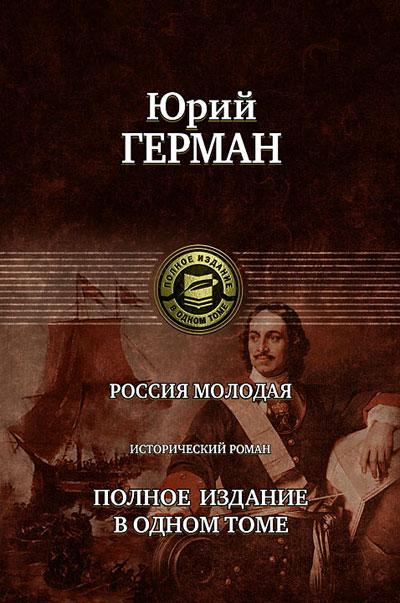 Юрий
ГЕРМАН
ПОЛНОЕ ИЗДАНИЕ
В ОДНОМ ТОМЕ
РОССИЯ МОЛОДАЯ
ИСТОРИЧЕСКИЙ РОМАН
ПОЛНОЕ ИЗДАНИЕ
В ОДНОМ ТОМЕ